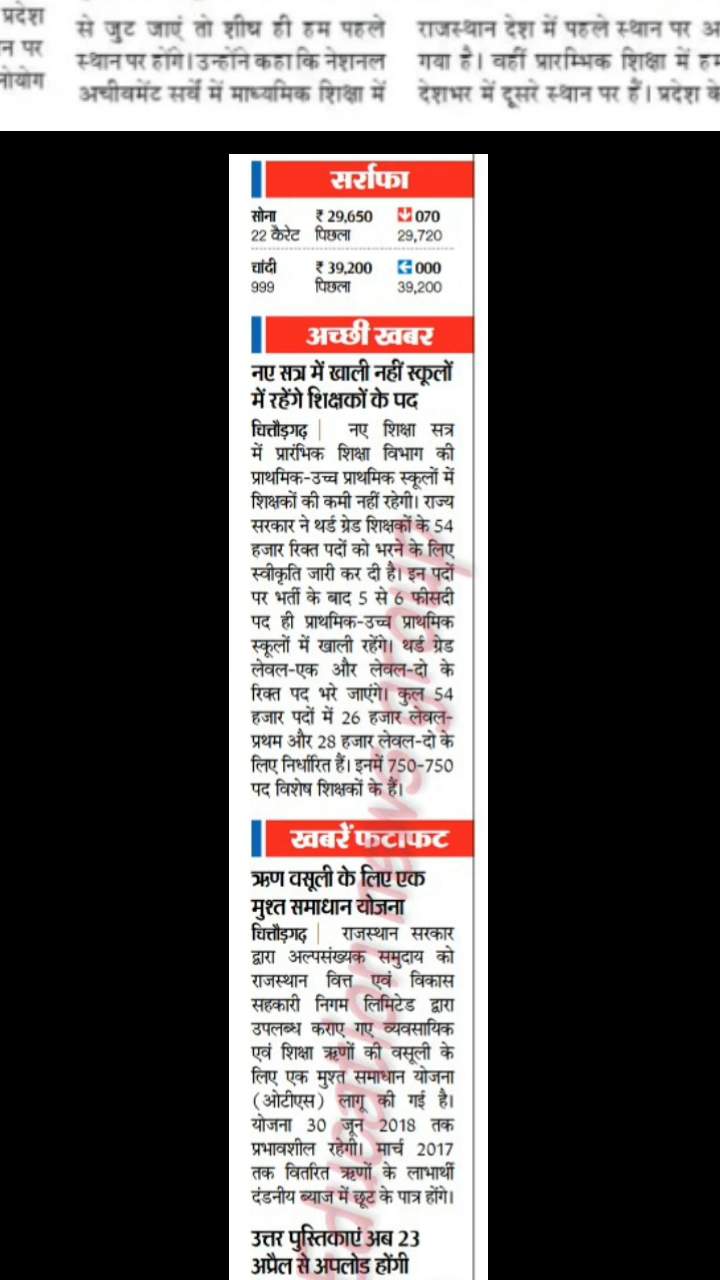 प्रदेश
न पर
से जुट जाएं तो शीघ्र ही हम पहले
स्थान पर होंगे। उन्होंने कहा कि नेशनल
अचीवमेंट सर्वे में माध्यमिक शिक्षा में
राजस्थान देश में पहले स्थान पर आ
गया है। वहीं प्रारम्भिक शिक्षा में हम
देशभर में दूसरे स्थान पर हैं। प्रदेश के
सर्राफा
सोना ₹ 29,650 070
22 कैरेट पिछला 29,720
चांदी ₹ 39,200 000
999 पिछला 39,200
अच्छी खबर
नए सत्र में खाली नहीं स्कूलों
में रहेंगे शिक्षकों के पद
चित्तौड़गढ़ | नए शिक्षा सत्र
में प्रारंभिक शिक्षा विभाग की
प्राथमिक-उच्च प्राथमिक स्कूलों में
शिक्षकों की कमी नहीं रहेगी। राज्य
सरकार ने थर्ड ग्रेड शिक्षकों के 54
हजार रिक्त पदों को भरने के लिए
स्वीकृति जारी कर दी है। इन पदों
पर भर्ती के बाद 5 से 6 फीसदी
पद ही प्राथमिक-उच्च प्राथमिक
स्कूलों में खाली रहेंगे। थर्ड ग्रेड
लेवल-एक और लेवल-दो के
रिक्त पद भरे जाएंगे। कुल 54
हजार पदों में 26 हजार लेवल-
प्रथम और 28 हजार लेवल-दो के
लिए निर्धारित हैं। इनमें 750-750
पद विशेष शिक्षकों के हैं।
खबरें फटाफट
ऋण वसूली के लिए एक
मुश्त समाधान योजना
चित्तौड़गढ़ | राजस्थान सरकार
द्वारा अल्पसंख्यक समुदाय को
राजस्थान वित्त एवं विकास
सहकारी निगम लिमिटेड द्वारा
उपलब्ध कराए गए व्यवसायिक
एवं शिक्षा ऋणों की वसूली के
लिए एक मुश्त समाधान योजना
(ओटीएस) लागू की गई है।
योजना 30 जून 2018 तक
प्रभावशील रहेगी। मार्च 2017
तक वितरित ऋणों के लाभार्थी
दंडनीय ब्याज में छूट के पात्र होंगे।
उत्तर पुस्तिकाएं अब 23
अप्रैल से अपलोड होंगी
Education news group